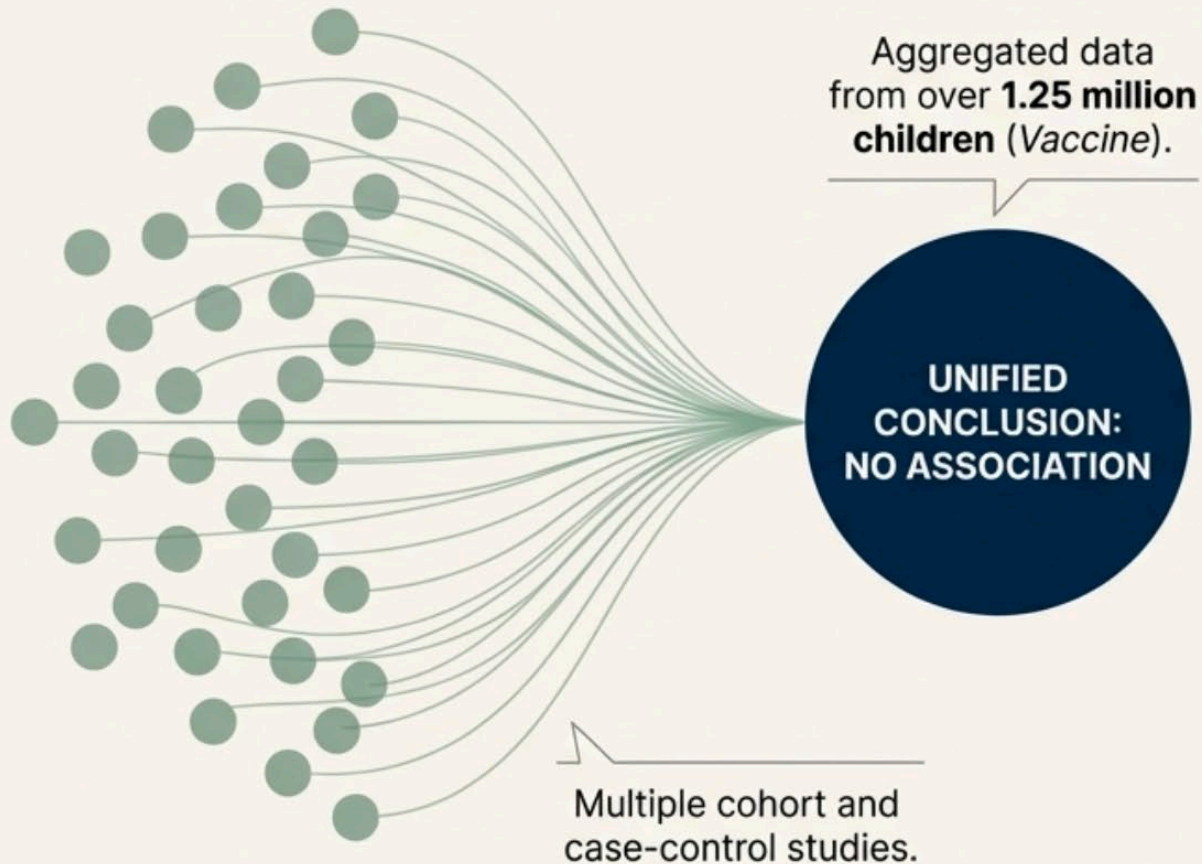 Aggregated data
from over 1.25 million
children (Vaccine).
UNIFIED
CONCLUSION:
NO ASSOCIATION
Multiple cohort and
case-control studies.